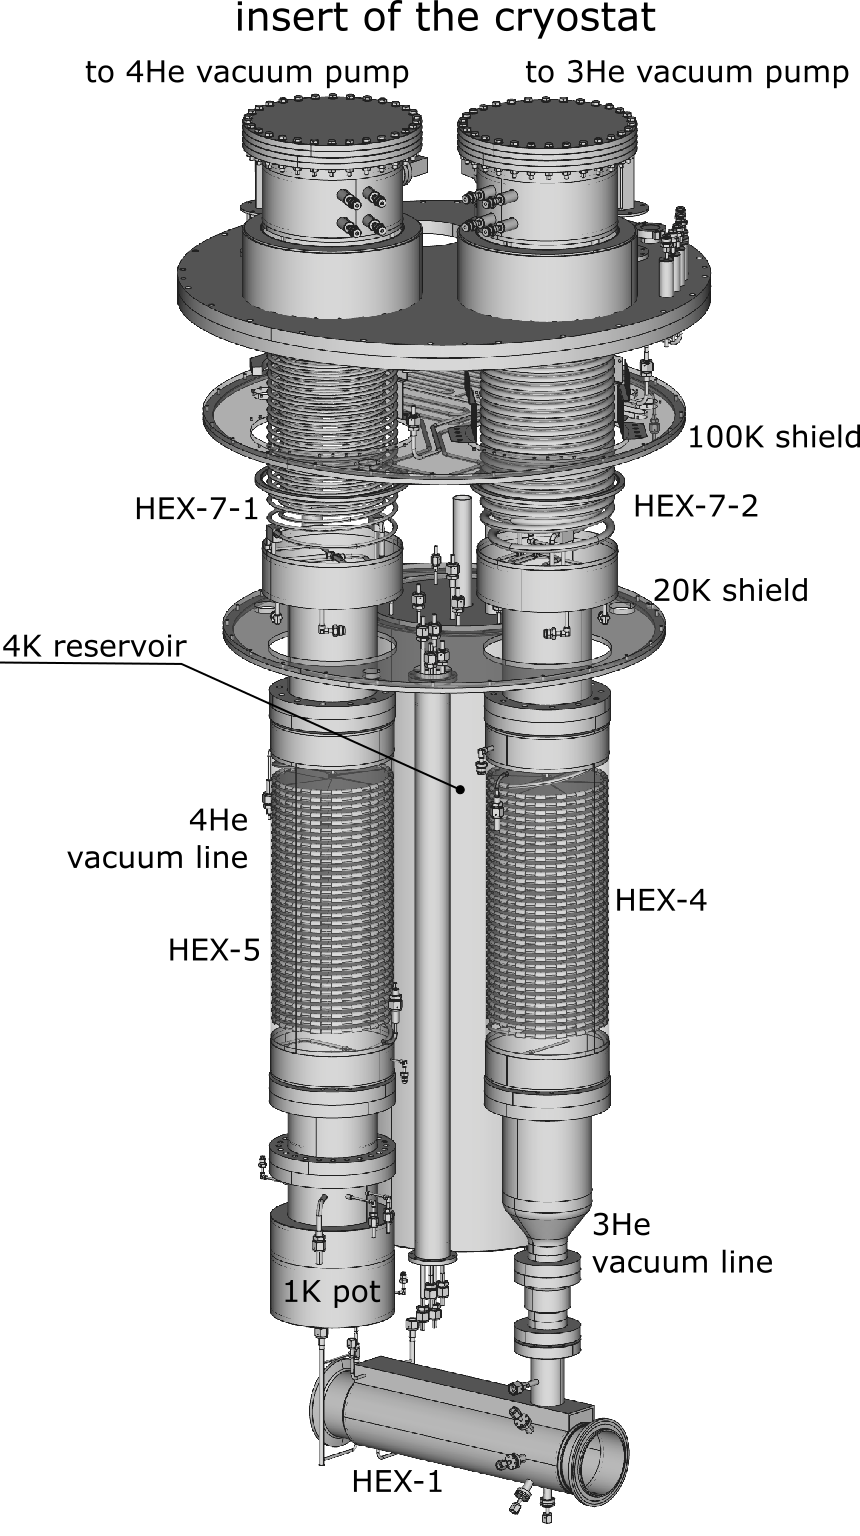 insert of the cryostat
to 4He vacuum pump
to 3He vacuum pump
100K shield
HEX-7-1
HEX-7-2
20K shield
4K reservoir
4He
vacuum line
HEX-4
HEX-5
3He
vacuum line
1K pot
HEX-1